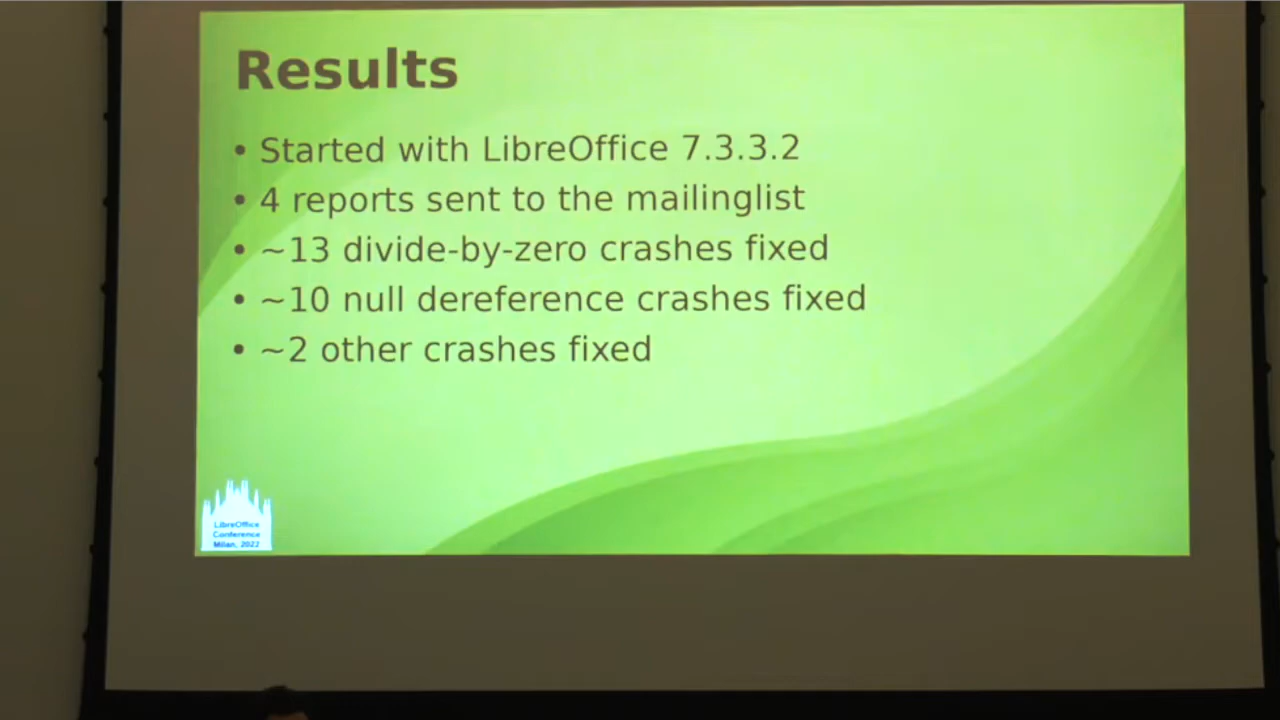 Results
• Started with LibreOffice 7.3.3.2
• 4 reports sent to the mailinglist
• ~13 divide-by-zero crashes fixed
• ~10 null dereference crashes fixed
• ~2 other crashes fixed
LibreOffice
Conference
Milan, 2022